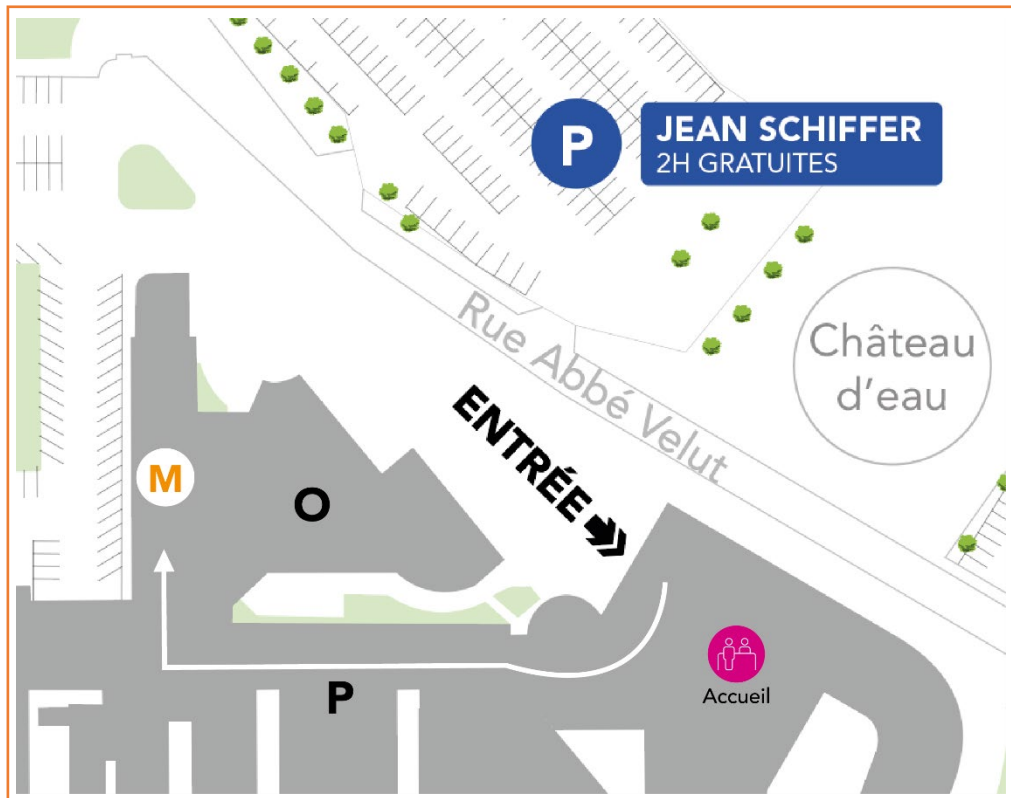 P
JEAN SCHIFFER
2H GRATUITES
Rue Abbé Velut
Château
d'eau
ENTRÉE
M
O
P
Accueil